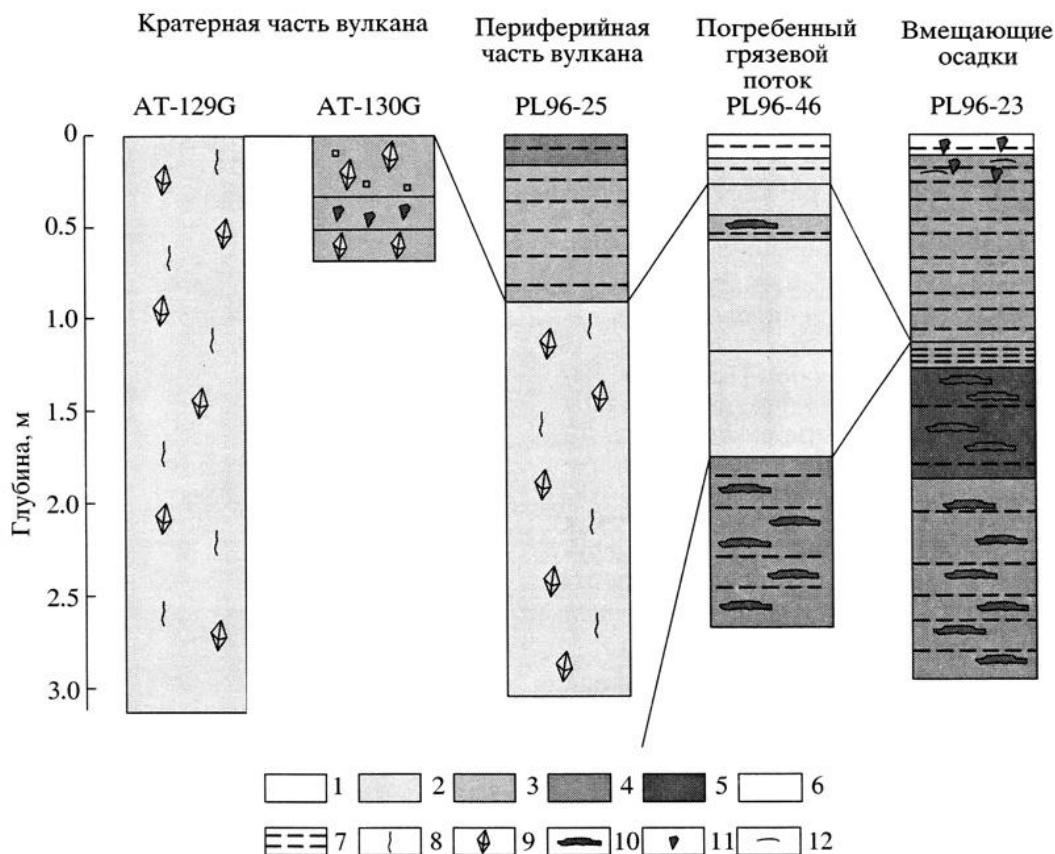 Кратерная часть вулкана
Периферийная
часть вулкана
Погребенный
грязевой
поток
Вмещающие
осадки
AT-129G
AT-130G
PL96-25
PL96-46
PL96-23
Глубина, м
0
0.5
1.0
1.5
2.0
2.5
3.0
1 2 3 4 5 6
7 8 9 10 11 12